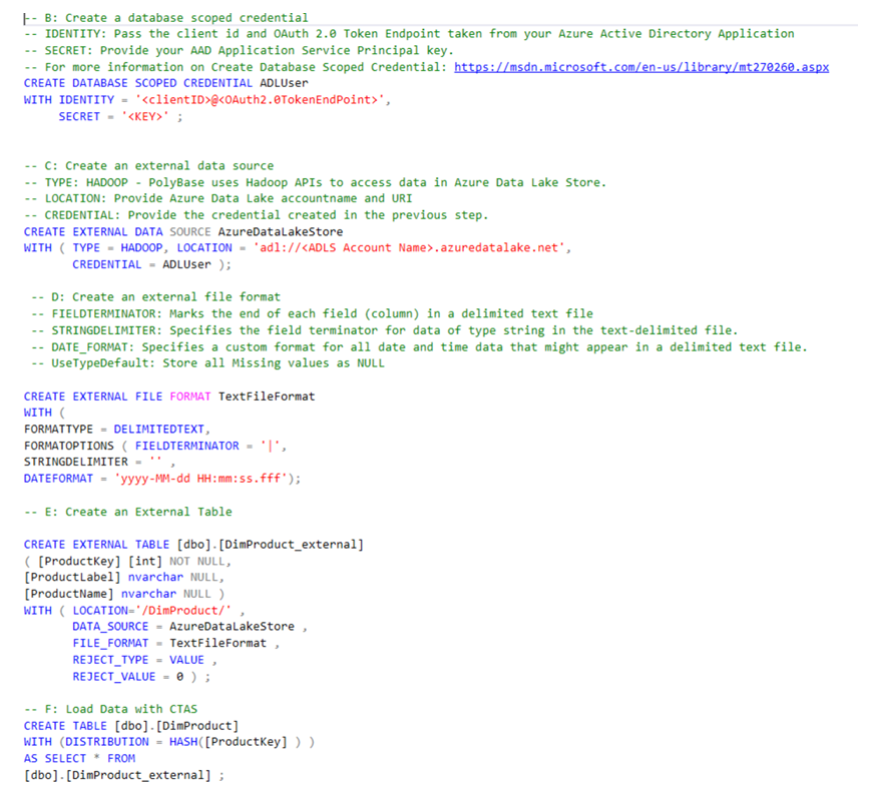 -- B: Create a database scoped credential
-- IDENTITY: Pass the client id and OAuth 2.0 Token Endpoint taken from your Azure Active Directory Application
-- SECRET: Provide your AAD Application Service Principal key.
-- For more information on Create Database Scoped Credential: https://msdn.microsoft.com/en-us/library/mt270260.aspx
CREATE DATABASE SCOPED CREDENTIAL ADLUser
WITH IDENTITY = '<clientID>@<OAuth2.0TokenEndPoint>',
SECRET = '<KEY>' ;
-- C: Create an external data source
-- TYPE: HADOOP - PolyBase uses Hadoop APIs to access data in Azure Data Lake Store.
-- LOCATION: Provide Azure Data Lake accountname and URI
-- CREDENTIAL: Provide the credential created in the previous step.
CREATE EXTERNAL DATA SOURCE AzureDataLakeStore
WITH ( TYPE = HADOOP, LOCATION = 'adl://<ADLS Account Name>.azuredatalake.net',
CREDENTIAL = ADLUser );
-- D: Create an external file format
-- FIELDTERMINATOR: Marks the end of each field (column) in a delimited text file
-- STRINGDELIMITER: Specifies the field terminator for data of type string in the text-delimited file.
-- DATE_FORMAT: Specifies a custom format for all date and time data that might appear in a delimited text file.
-- UseTypeDefault: Store all Missing values as NULL
CREATE EXTERNAL FILE FORMAT TextFileFormat
WITH (
FORMATTYPE = DELIMITEDTEXT,
FORMATOPTIONS ( FIELDTERMINATOR = '|',
STRINGDELIMITER = '' ,
DATEFORMAT = 'yyyy-MM-dd HH:mm:ss.fff');
-- E: Create an External Table
CREATE EXTERNAL TABLE [dbo].[DimProduct_external]
( [ProductKey] [int] NOT NULL,
[ProductLabel] nvarchar NULL,
[ProductName] nvarchar NULL )
WITH ( LOCATION='/DimProduct/' ,
DATA_SOURCE = AzureDataLakeStore ,
FILE_FORMAT = TextFileFormat ,
REJECT_TYPE = VALUE ,
REJECT_VALUE = 0 ) ;
-- F: Load Data with CTAS
CREATE TABLE [dbo].[DimProduct]
WITH (DISTRIBUTION = HASH([ProductKey] ) )
AS SELECT * FROM
[dbo].[DimProduct_external] ;